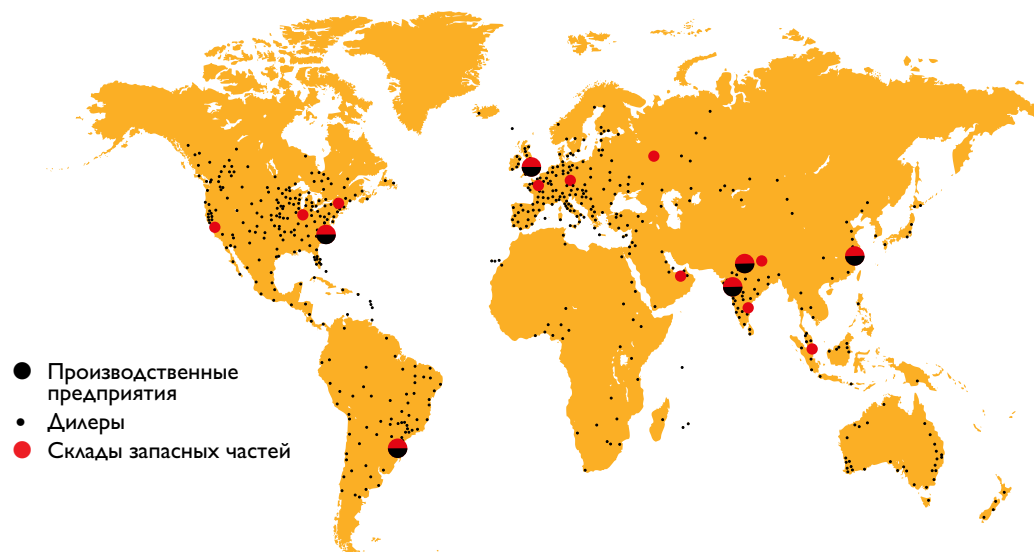 Производственные
предприятия
Дилеры
Склады запасных частей